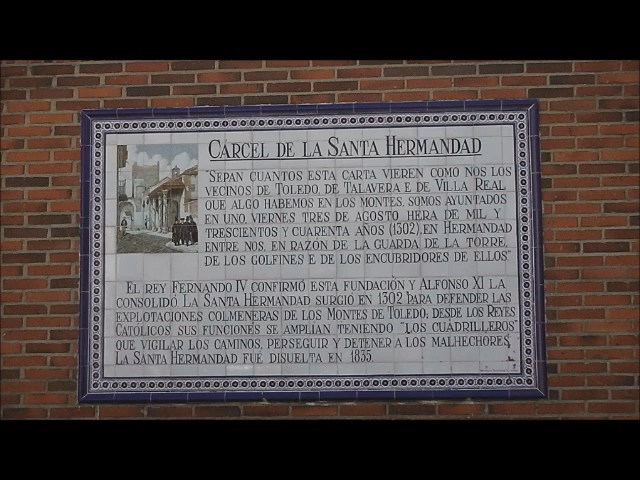 CARCEL DE LA SANTA HERMANDAD
"SEPAN CUANTOS ESTA CARTA VIEREN COMO NOS LOS
VECINOS DE TOLEDO, DE TALAVERA E DE VILLA REAL
QUE ALGO HABEMOS EN LOS MONTES, SOMOS AYUNTADOS
EN UNO, VIERNES TRES DE AGOSTO, HERA DE MIL Y
TRESCIENTOS Y CUARENTA AÑOS (1302), EN HERMANDAD
ENTRE NOS, EN RAZÓN DE LA GUARDA DE LA TORRE,
DE LOS GOLFINES E DE LOS ENCUBRIDORES DE ELLOS"
EL REY FERNANDO IV CONFIRMÓ ESTA FUNDACIÓN Y ALFONSO XI LA
CONSOLIDÓ. LA SANTA HERMANDAD SURGIÓ EN 1302 PARA DEFENDER LAS
EXPLOTACIONES COLMENERAS DE LOS MONTES DE TOLEDO; DESDE LOS REYES
CATÓLICOS SUS FUNCIONES SE AMPLIAN TENIENDO "LOS CUADRILLEROS"
QUE VIGILAR LOS CAMINOS, PERSEGUIR Y DETENER A LOS MALHECHORES.
LA SANTA HERMANDAD FUE DISUELTA EN 1835.